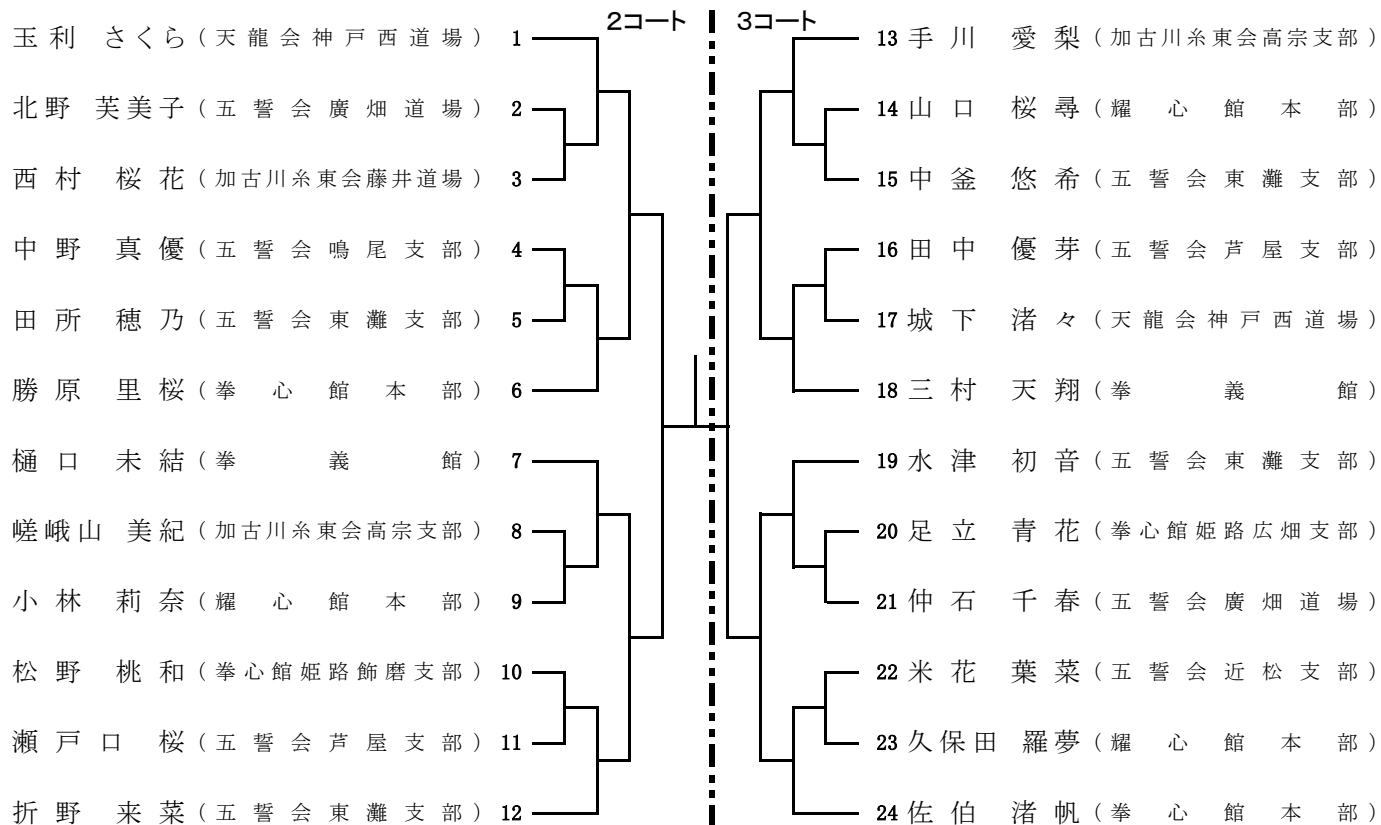 2コート 3コート
玉利 さくら（天龍会神戸西道場） 1
北野 芙美子（五誓会廣畑道場） 2
西村 桜花（加古川糸東会藤井道場） 3
中野 真優（五誓会鳴尾支部） 4
田所 穂乃（五誓会東灘支部） 5
勝原 里桜（拳心館本部） 6
樋口 未結（拳義館） 7
嵯峨山 美紀（加古川糸東会高宗支部） 8
小林 莉奈（耀心館本部） 9
松野 桃和（拳心館姫路飾磨支部） 10
瀬戸口 桜（五誓会芦屋支部） 11
折野 来菜（五誓会東灘支部） 12
13 手川 愛梨（加古川糸東会高宗支部）
14 山口 桜尋（耀心館本部）
15 中釜 悠希（五誓会東灘支部）
16 田中 優芽（五誓会芦屋支部）
17 城下 渚々（天龍会神戸西道場）
18 三村 天翔（拳義館）
19 水津 初音（五誓会東灘支部）
20 足立 青花（拳心館姫路広畑支部）
21 仲石 千春（五誓会廣畑道場）
22 米花 葉菜（五誓会近松支部）
23 久保田 羅夢（耀心館本部）
24 佐伯 渚帆（拳心館本部）